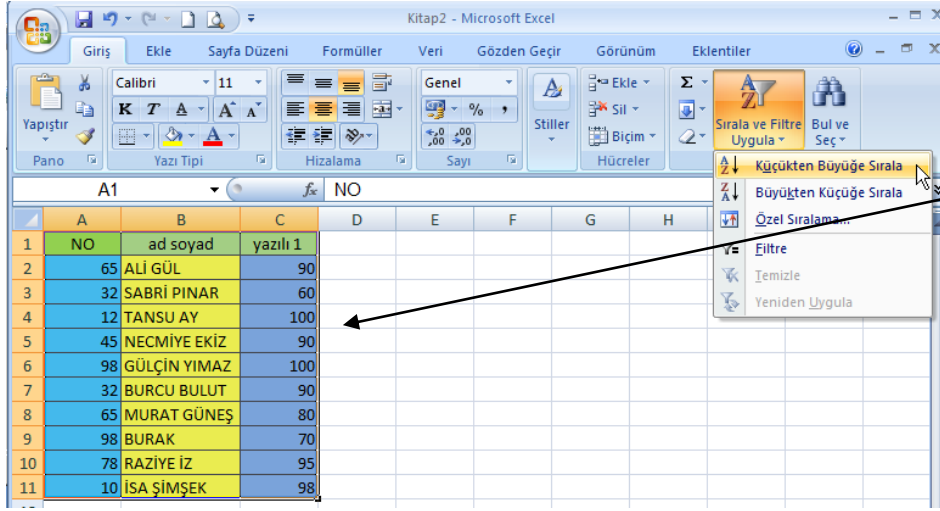 Kitap2 - Microsoft Excel
Giriş Ekle Sayfa Düzeni Formüller Veri Gözden Geçir Görünüm Eklentiler
Yapıştır
Pano
Calibri 11
K T A A A
A
Yazı Tipi
Hizalama
Genel
% ,
Sayı
Stiller
Ekle
Sil
Biçim
Hücreler
Σ
Sırala ve Filtre
Uygula
Bul ve
Seç
Küçükten Büyüğe Sırala
Büyükten Küçüğe Sırala
Özel Sıralama...
Filtre
Temizle
Yeniden Uygula
A1 fx NO
A B C D E F G H
1 NO ad soyad yazılı 1
2 65 ALİ GÜL 90
3 32 SABRİ PINAR 60
4 12 TANSU AY 100
5 45 NECMİYE EKİZ 90
6 98 GÜLÇİN YIMAZ 100
7 32 BURCU BULUT 90
8 65 MURAT GÜNEŞ 80
9 98 BURAK 70
10 78 RAZİYE İZ 95
11 10 İSA ŞİMŞEK 98